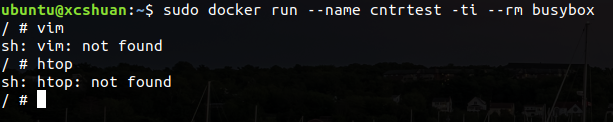 ubuntu@xcshuan:~$ sudo docker run --name cntrtest -ti --rm busybox
/ # vim
sh: vim: not found
/ # htop
sh: htop: not found
/ #